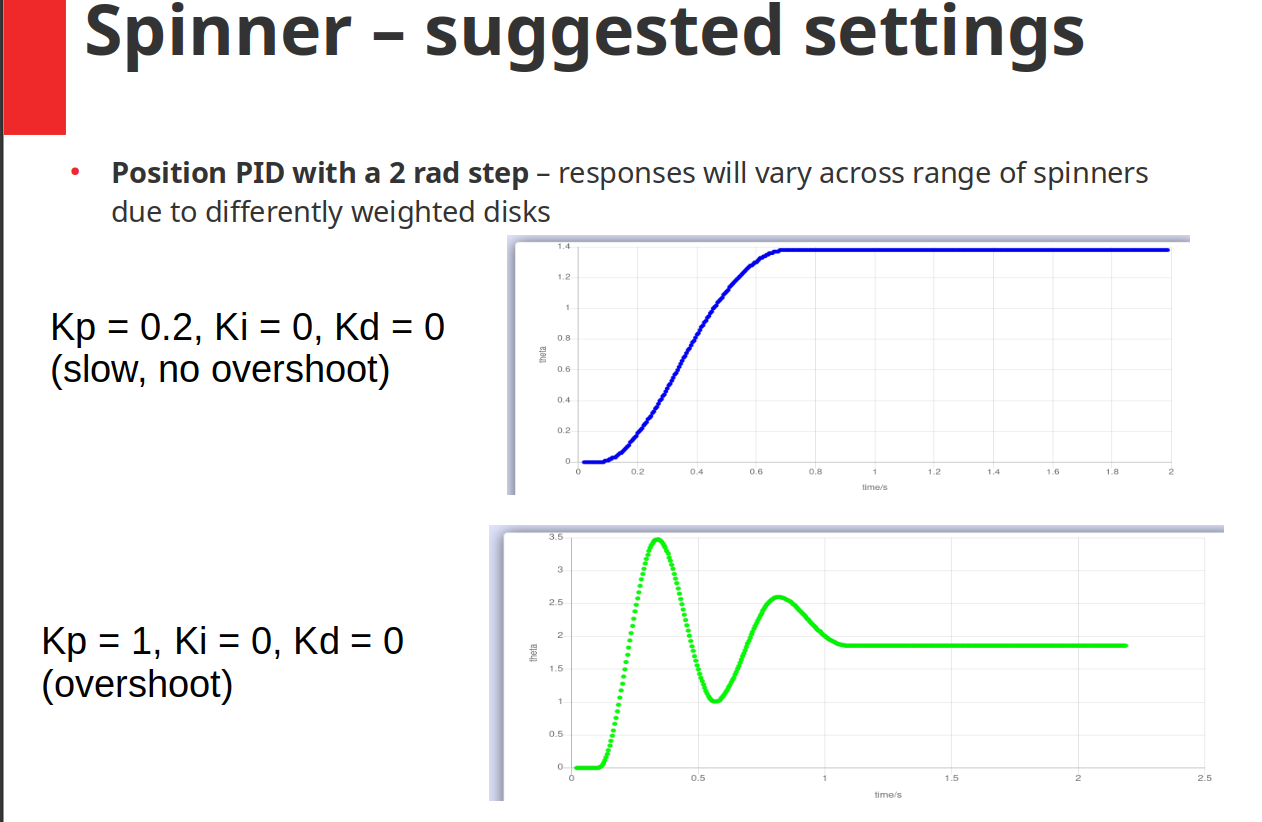 Spinner – suggested settings
• Position PID with a 2 rad step – responses will vary across range of spinners
due to differently weighted disks
Kp = 0.2, Ki = 0, Kd = 0
(slow, no overshoot)
1.4
1.2
1
0.8
0.6
0.4
0.2
0
theta
0 0.2 0.4 0.6 0.8 1 1.2 1.4 1.6 1.8 2
time/s
Kp = 1, Ki = 0, Kd = 0
(overshoot)
3.5
3
2.5
2
1.5
1
0.5
0
theta
0 0.5 1 1.5 2 2.5
time/s